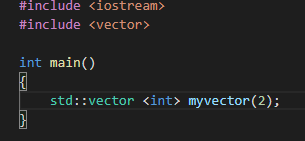 #include <iostream>
#include <vector>
int main()
{
    std::vector <int> myvector(2);
}